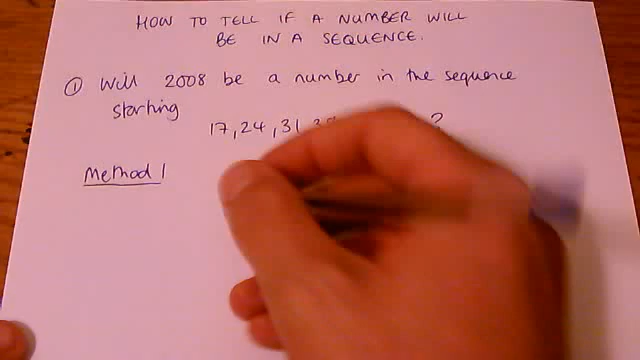 HOW TO TELL IF A NUMBER WILL
BE IN A SEQUENCE.
① Will 2008 be a number in the sequence
starting
17, 24, 31, ?
Method 1